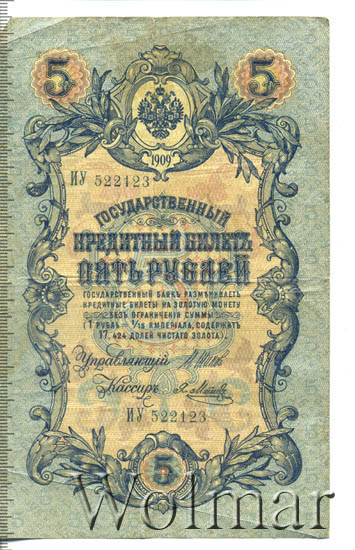 5 5
1909
ИУ 522123
ГОСУДАРСТВЕННЫЙ
КРЕДИТНЫЙ БИЛЕТЪ
ПЯТЬ РУБЛЕЙ
ГОСУДАРСТВЕННЫЙ БАНКЪ РАЗМѢНИВАЕТЪ
КРЕДИТНЫЕ БИЛЕТЫ НА ЗОЛОТУЮ МОНЕТУ
БЕЗЪ ОГРАНИЧЕНІЯ СУММЫ
(1 РУБЛЬ = 1/15 ИМПЕРІАЛА, СОДЕРЖИТЪ
17,424 ДОЛЕЙ ЧИСТАГО ЗОЛОТА).
Управляющій
Кассиръ
ИУ 522123
5
Wolmar